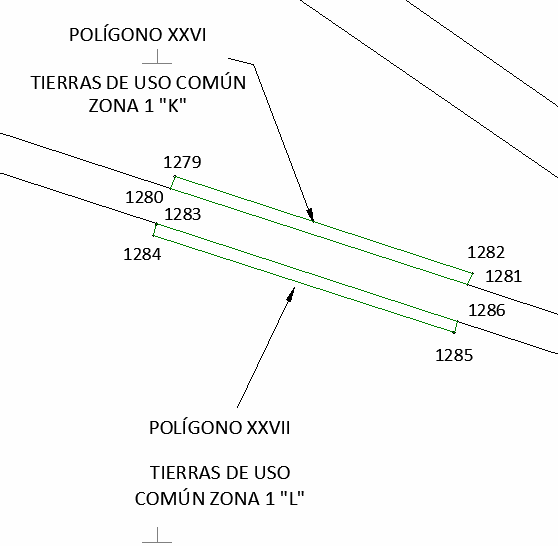 POLÍGONO XXVI
TIERRAS DE USO COMÚN
ZONA 1 "K"
1279
1280
1283
1284
1282
1281
1286
1285
POLÍGONO XXVII
TIERRAS DE USO
COMÚN ZONA 1 "L"